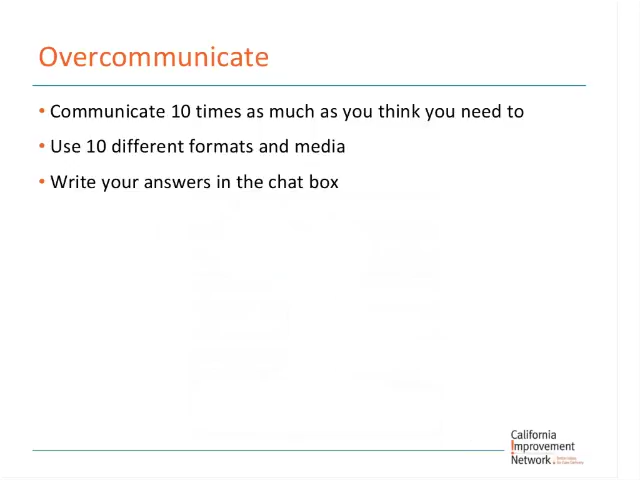 Overcommunicate
• Communicate 10 times as much as you think you need to
• Use 10 different formats and media
• Write your answers in the chat box
California
Improvement
Network